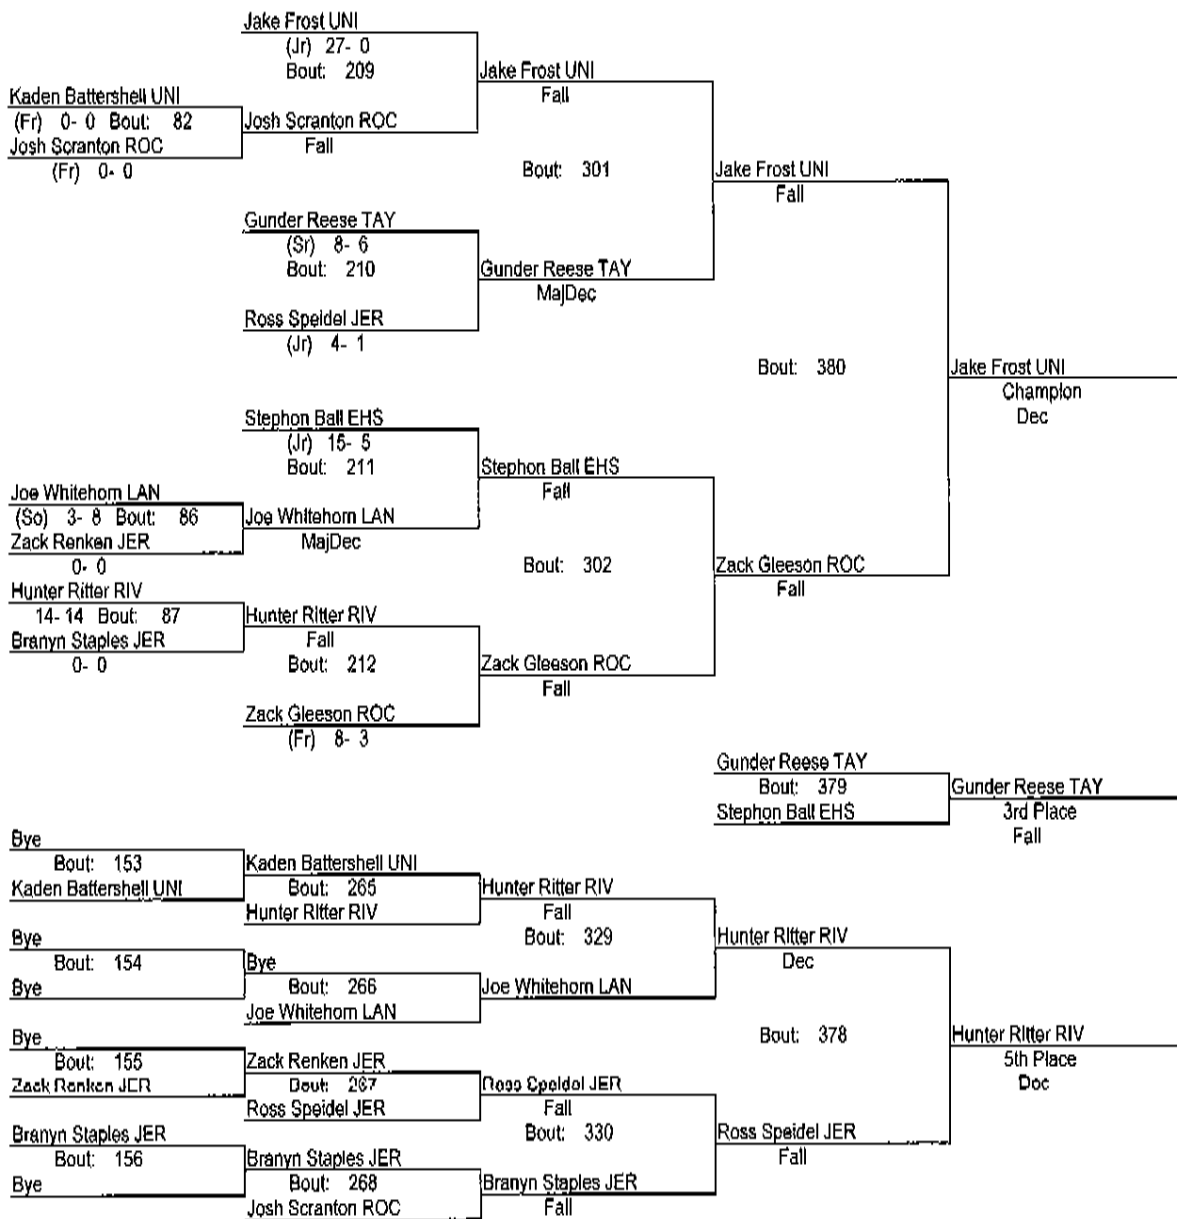 Jake Frost UNI
(Jr) 27- 0
Bout: 209
Jake Frost UNI
Fall
Kaden Battershell UNI
(Fr) 0- 0 Bout: 82
Josh Scranton ROC
(Fr) 0- 0
Josh Scranton ROC
Fall
Bout: 301
Jake Frost UNI
Fall
Gunder Reese TAY
(Sr) 8- 6
Bout: 210
Gunder Reese TAY
MajDec
Ross Speidel JER
(Jr) 4- 1
Bout: 380
Jake Frost UNI
Champion
Dec
Stephon Ball EHS
(Jr) 15- 5
Bout: 211
Stephon Ball EHS
Fall
Joe Whitehorn LAN
(So) 3- 8 Bout: 86
Zack Renken JER
0- 0
Joe Whitehorn LAN
MajDec
Bout: 302
Zack Gleeson ROC
Fall
Hunter Ritter RIV
14- 14 Bout: 87
Branyn Staples JER
0- 0
Hunter Ritter RIV
Fall
Bout: 212
Zack Gleeson ROC
Fall
Zack Gleeson ROC
(Fr) 8- 3
Gunder Reese TAY
Bout: 379
Stephon Ball EHS
Gunder Reese TAY
3rd Place
Fall
Bye
Bout: 153
Kaden Battershell UNI
Kaden Battershell UNI
Bout: 265
Hunter Ritter RIV
Hunter Ritter RIV
Fall
Bout: 329
Hunter Ritter RIV
Dec
Bye
Bout: 154
Bye
Bye
Bout: 266
Joe Whitehorn LAN
Joe Whitehorn LAN
Bout: 378
Hunter Ritter RIV
5th Place
Dec
Bye
Bout: 155
Zack Renken JER
Zack Renken JER
Bout: 267
Ross Speidel JER
Ross Speidel JER
Fall
Bout: 330
Ross Speidel JER
Fall
Branyn Staples JER
Bout: 156
Bye
Branyn Staples JER
Bout: 268
Josh Scranton ROC
Branyn Staples JER
Fall